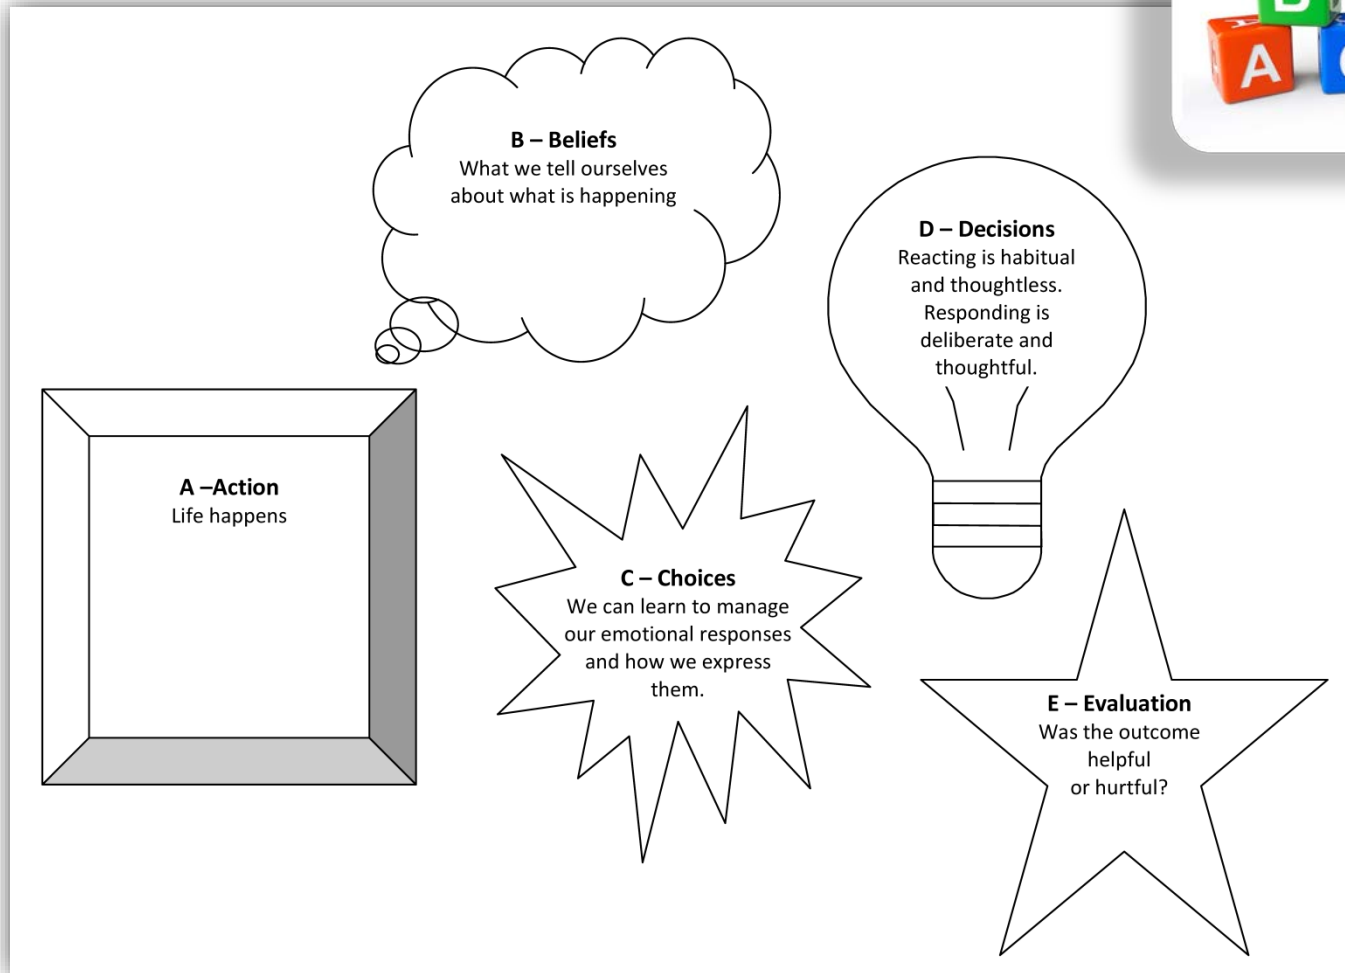 B
A
B – Beliefs
What we tell ourselves
about what is happening
D – Decisions
Reacting is habitual
and thoughtless.
Responding is
deliberate and
thoughtful.
A –Action
Life happens
C – Choices
We can learn to manage
our emotional responses
and how we express
them.
E – Evaluation
Was the outcome
helpful
or hurtful?